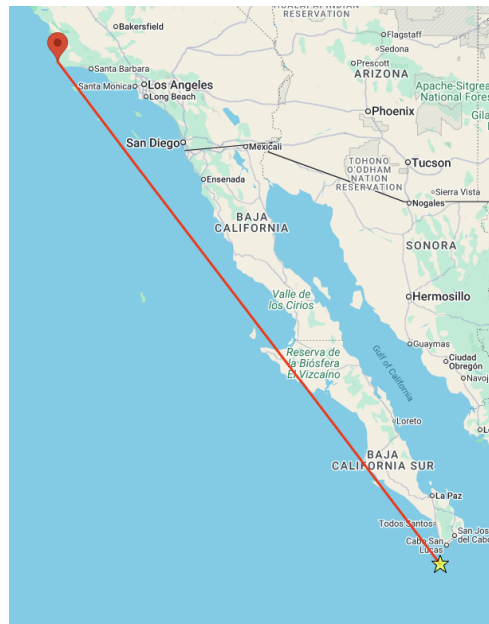 RESERVATION
Bakersfield
Flagstaff
Sedona
Prescott
ARIZONA
Santa Barbara
Santa Monica
Los Angeles
Long Beach
Apache-Sitgrea
National Fores
Phoenix
Gila
San Diego
Mexicali
TOHONO
O'ODHAM
NATION
RESERVATION
Tucson
Ensenada
Sierra Vista
Nogales
BAJA
CALIFORNIA
SONORA
Valle de
los Cirios
Hermosillo
Reserva de
la Biósfera
El Vizcaíno
Guaymas
Gulf of California
Ciudad
Obregón
Navoj
Loreto
BAJA
CALIFORNIA SUR
La Paz
Todos Santos
San Jos
del Cabo
Cabo San
Lucas